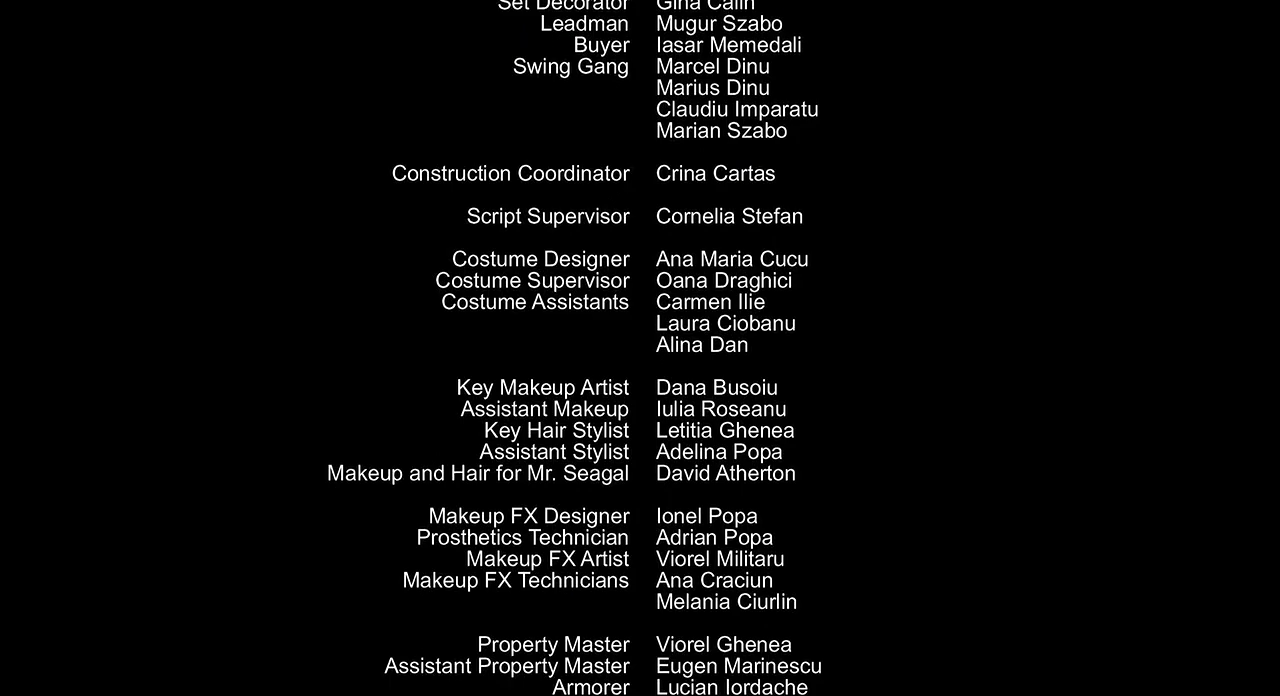 Set Decorator Gina Calin
Leadman Mugur Szabo
Buyer Iasar Memedali
Swing Gang Marcel Dinu
Marius Dinu
Claudiu Imparatu
Marian Szabo
Construction Coordinator Crina Cartas
Script Supervisor Cornelia Stefan
Costume Designer Ana Maria Cucu
Costume Supervisor Oana Draghici
Costume Assistants Carmen Ilie
Laura Ciobanu
Alina Dan
Key Makeup Artist Dana Busoiu
Assistant Makeup Iulia Roseanu
Key Hair Stylist Letitia Ghenea
Assistant Stylist Adelina Popa
Makeup and Hair for Mr. Seagal David Atherton
Makeup FX Designer Ionel Popa
Prosthetics Technician Adrian Popa
Makeup FX Artist Viorel Militaru
Makeup FX Technicians Ana Craciun
Melania Ciurlin
Property Master Viorel Ghenea
Assistant Property Master Eugen Marinescu
Armorer Lucian Iordache